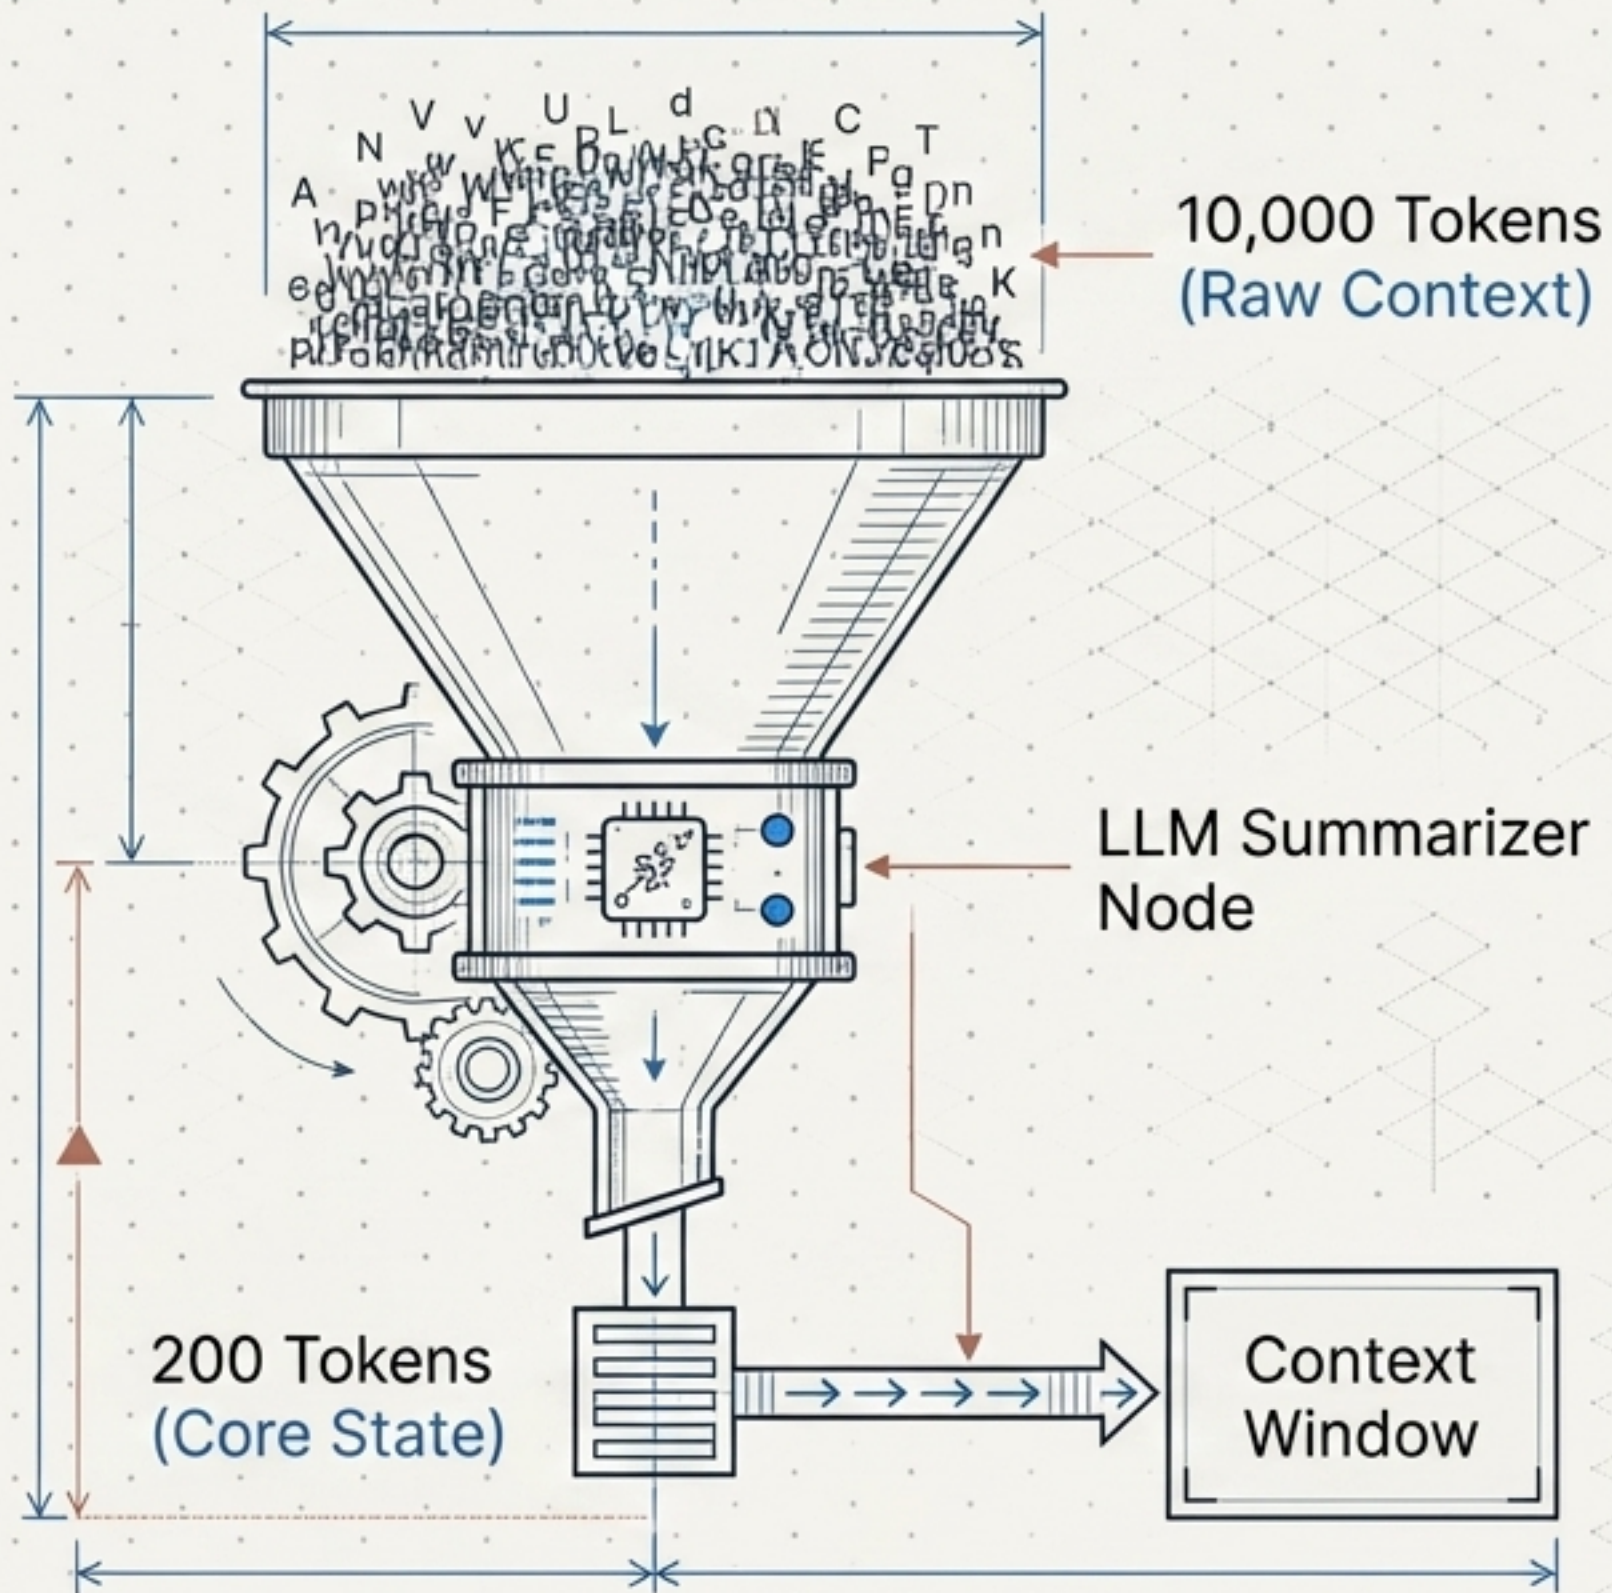 10,000 Tokens
(Raw Context)
LLM Summarizer
Node
200 Tokens
(Core State)
Context
Window